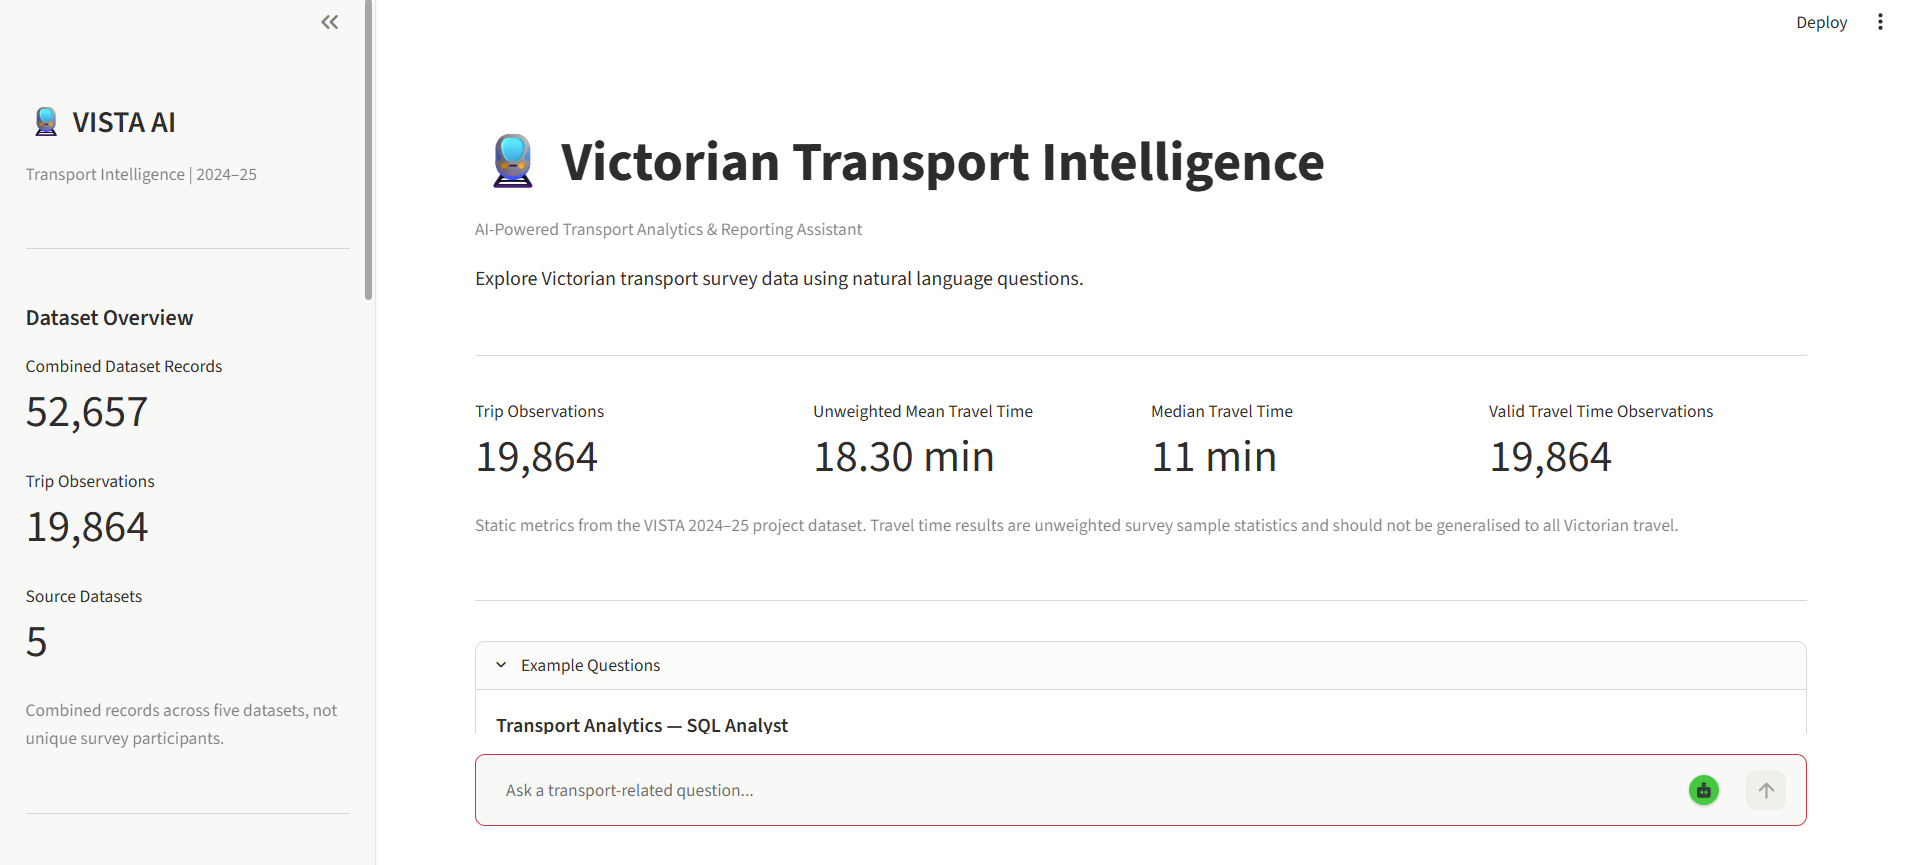 Deploy
VISTA AI
Transport Intelligence | 2024–25
Dataset Overview
Combined Dataset Records
52,657
Trip Observations
19,864
Source Datasets
5
Combined records across five datasets, not
unique survey participants.
Victorian Transport Intelligence
AI-Powered Transport Analytics & Reporting Assistant
Explore Victorian transport survey data using natural language questions.
Trip Observations
19,864
Unweighted Mean Travel Time
18.30 min
Median Travel Time
11 min
Valid Travel Time Observations
19,864
Static metrics from the VISTA 2024–25 project dataset. Travel time results are unweighted survey sample statistics and should not be generalised to all Victorian travel.
Example Questions
Transport Analytics — SQL Analyst
Ask a transport-related question...